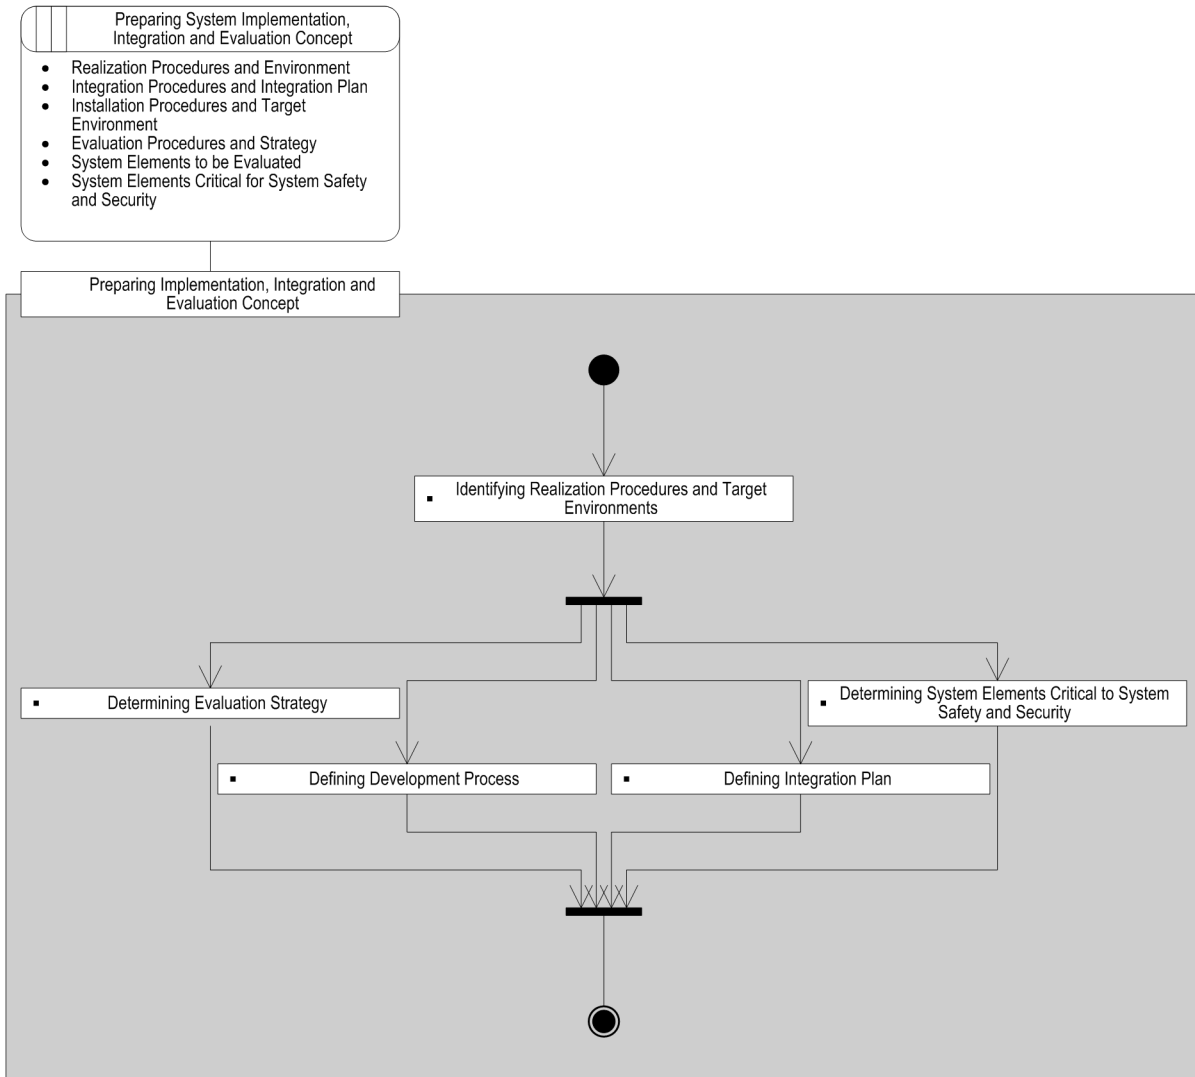 Preparing System Implementation,
Integration and Evaluation Concept
• Realization Procedures and Environment
• Integration Procedures and Integration Plan
• Installation Procedures and Target
Environment
• Evaluation Procedures and Strategy
• System Elements to be Evaluated
• System Elements Critical for System Safety
and Security
Preparing Implementation, Integration and
Evaluation Concept
Identifying Realization Procedures and Target
Environments
Determining Evaluation Strategy
Determining System Elements Critical to System
Safety and Security
Defining Development Process
Defining Integration Plan